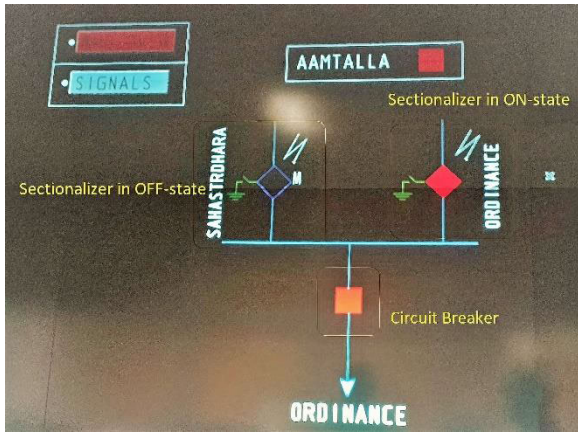 SIGNALS
AAMTALLA
Sectionalizer in ON-state
SAHASTRDHARA
M
ORDINANCE
Sectionalizer in OFF-state
Circuit Breaker
ORDINANCE